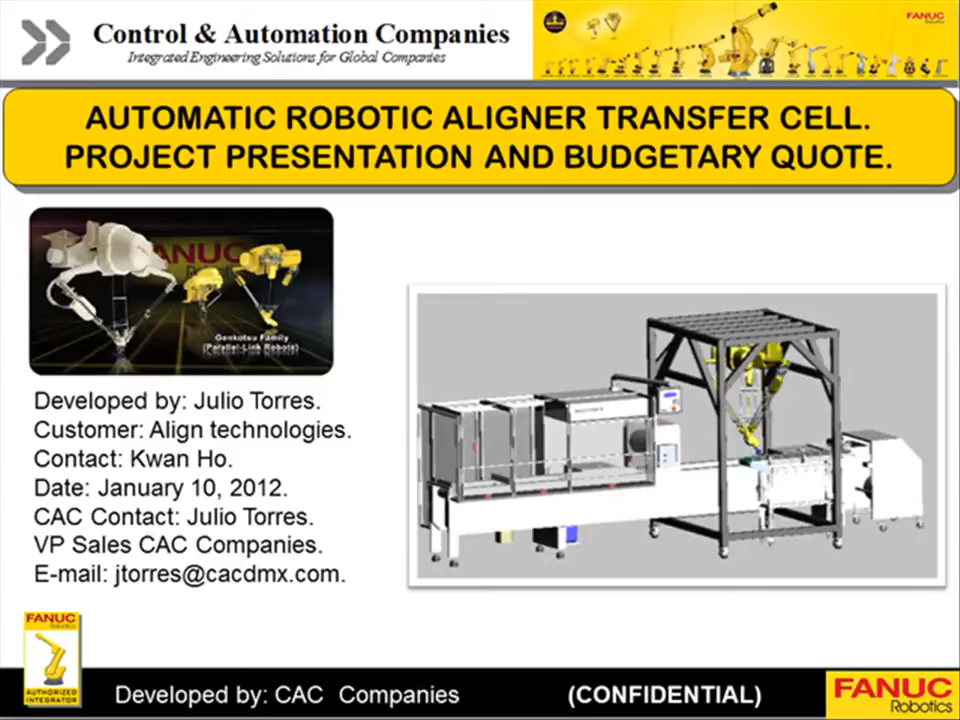 Control & Automation Companies
Integrated Engineering Solutions for Global Companies
FANUC
AUTOMATIC ROBOTIC ALIGNER TRANSFER CELL.
PROJECT PRESENTATION AND BUDGETARY QUOTE.
FANUC
Robotics
Genkotsu Family
(Parallel-Link Robots)
Developed by: Julio Torres.
Customer: Align technologies.
Contact: Kwan Ho.
Date: January 10, 2012.
CAC Contact: Julio Torres.
VP Sales CAC Companies.
E-mail: jtorres@cacdmx.com.
FANUC
Robotics
AUTHORIZED
INTEGRATOR
Developed by: CAC Companies
(CONFIDENTIAL)
FANUC
Robotics